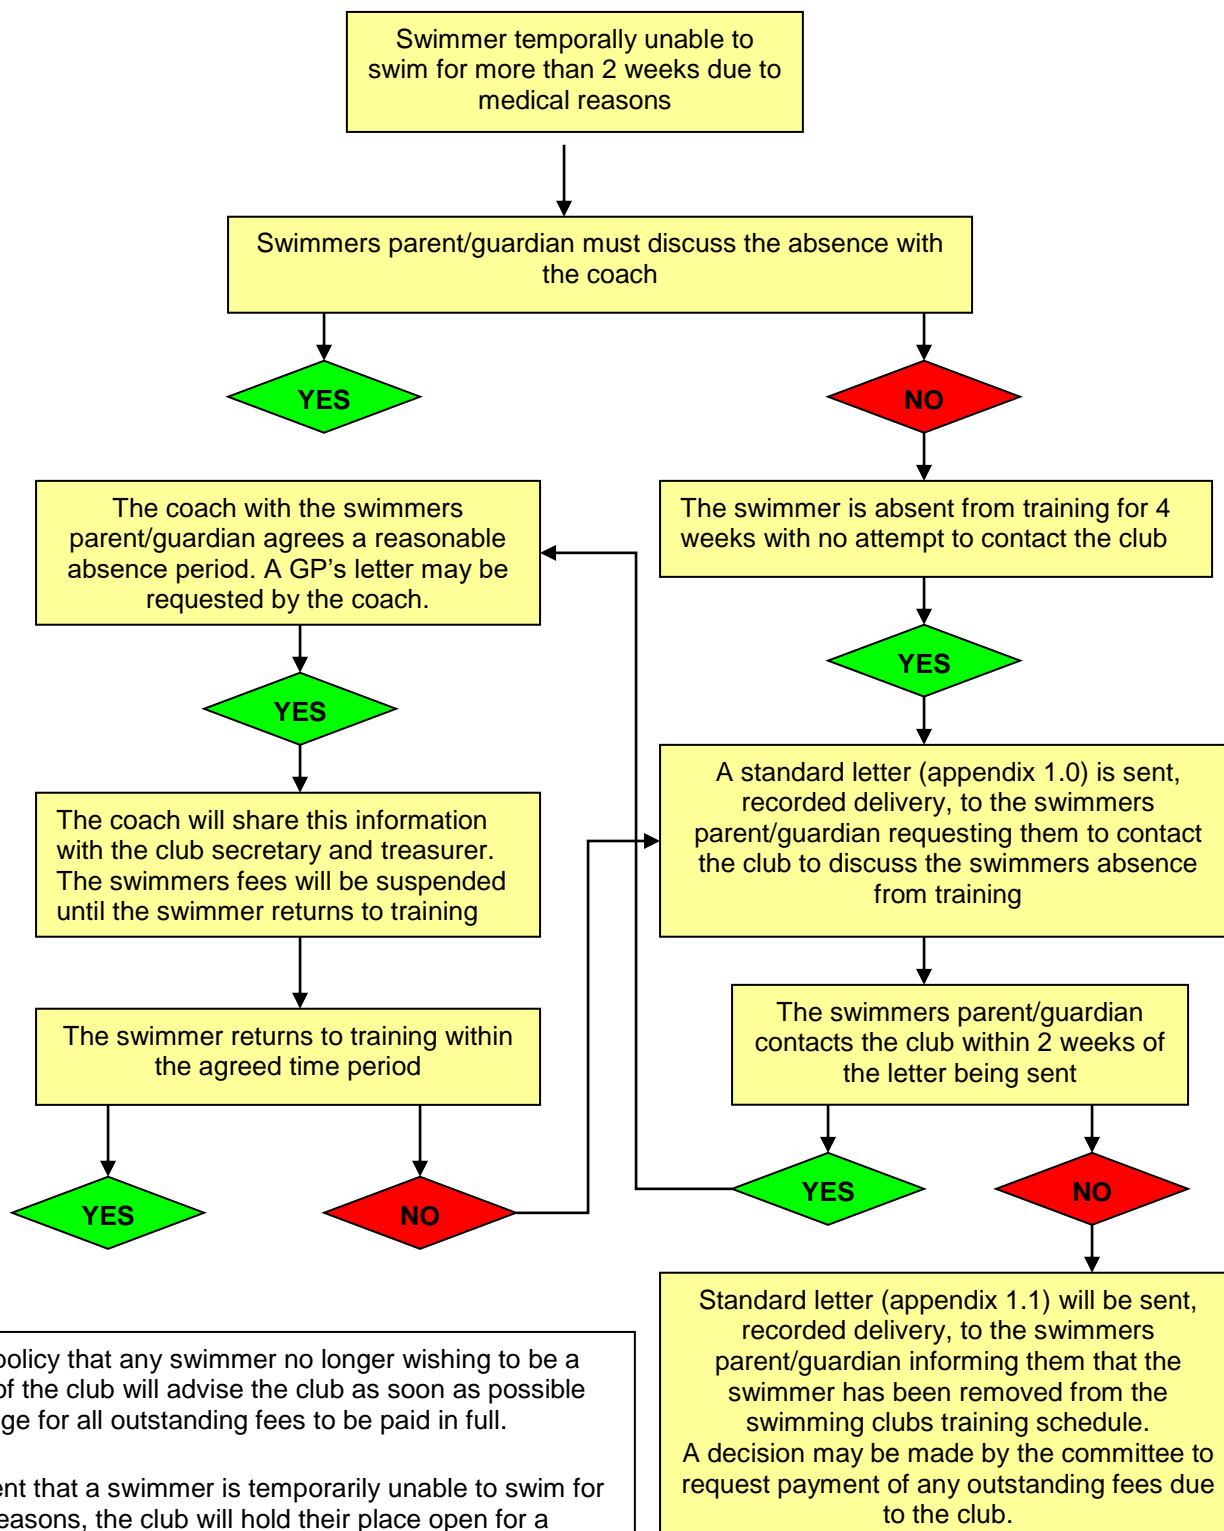 Swimmer temporally unable to
swim for more than 2 weeks due to
medical reasons
Swimmers parent/guardian must discuss the absence with
the coach
YES
NO
The coach with the swimmers
parent/guardian agrees a reasonable
absence period. A GP's letter may be
requested by the coach.
The swimmer is absent from training for 4
weeks with no attempt to contact the club
YES
YES
The coach will share this information
with the club secretary and treasurer.
The swimmers fees will be suspended
until the swimmer returns to training
A standard letter (appendix 1.0) is sent,
recorded delivery, to the swimmers
parent/guardian requesting them to contact
the club to discuss the swimmers absence
from training
The swimmer returns to training within
the agreed time period
The swimmers parent/guardian
contacts the club within 2 weeks of
the letter being sent
YES
NO
YES
NO
Standard letter (appendix 1.1) will be sent,
recorded delivery, to the swimmers
parent/guardian informing them that the
swimmer has been removed from the
swimming clubs training schedule.
A decision may be made by the committee to
request payment of any outstanding fees due
to the club.
policy that any swimmer no longer wishing to be a
of the club will advise the club as soon as possible
for all outstanding fees to be paid in full.
that a swimmer is temporarily unable to swim for
the club will hold their place open for a